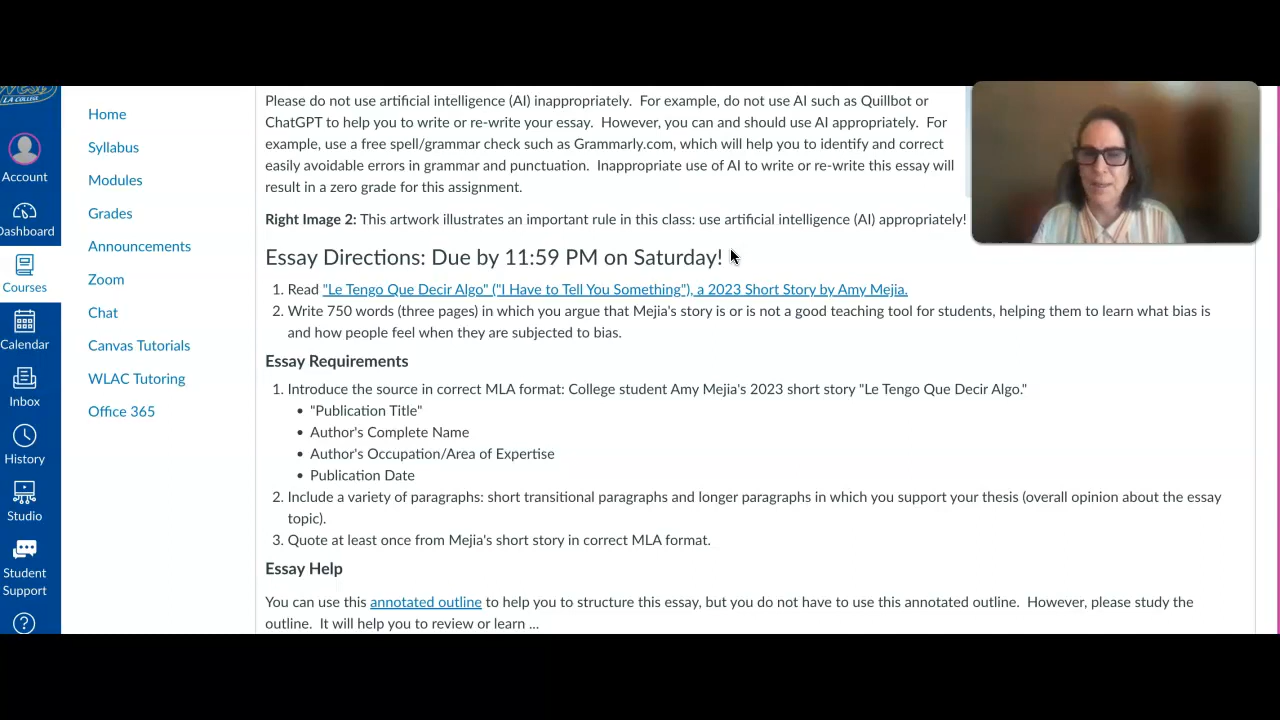 West
LA COLLEGE
Account
Dashboard
Courses
Calendar
Inbox
History
Studio
Student
Support
Home
Syllabus
Modules
Grades
Announcements
Zoom
Chat
Canvas Tutorials
WLAC Tutoring
Office 365
Please do not use artificial intelligence (AI) inappropriately.  For example, do not use AI such as Quillbot or
ChatGPT to help you to write or re-write your essay.  However, you can and should use AI appropriately.  For
example, use a free spell/grammar check such as Grammarly.com, which will help you to identify and correct
easily avoidable errors in grammar and punctuation.  Inappropriate use of AI to write or re-write this essay will
result in a zero grade for this assignment.
Right Image 2: This artwork illustrates an important rule in this class: use artificial intelligence (AI) appropriately!
Essay Directions: Due by 11:59 PM on Saturday!
1. Read "Le Tengo Que Decir Algo" ("I Have to Tell You Something"), a 2023 Short Story by Amy Mejia.
2. Write 750 words (three pages) in which you argue that Mejia's story is or is not a good teaching tool for students, helping them to learn what bias is
and how people feel when they are subjected to bias.
Essay Requirements
1. Introduce the source in correct MLA format: College student Amy Mejia's 2023 short story "Le Tengo Que Decir Algo."
• "Publication Title"
• Author's Complete Name
• Author's Occupation/Area of Expertise
• Publication Date
2. Include a variety of paragraphs: short transitional paragraphs and longer paragraphs in which you support your thesis (overall opinion about the essay
topic).
3. Quote at least once from Mejia's short story in correct MLA format.
Essay Help
You can use this annotated outline to help you to structure this essay, but you do not have to use this annotated outline.  However, please study the
outline.  It will help you to review or learn ...